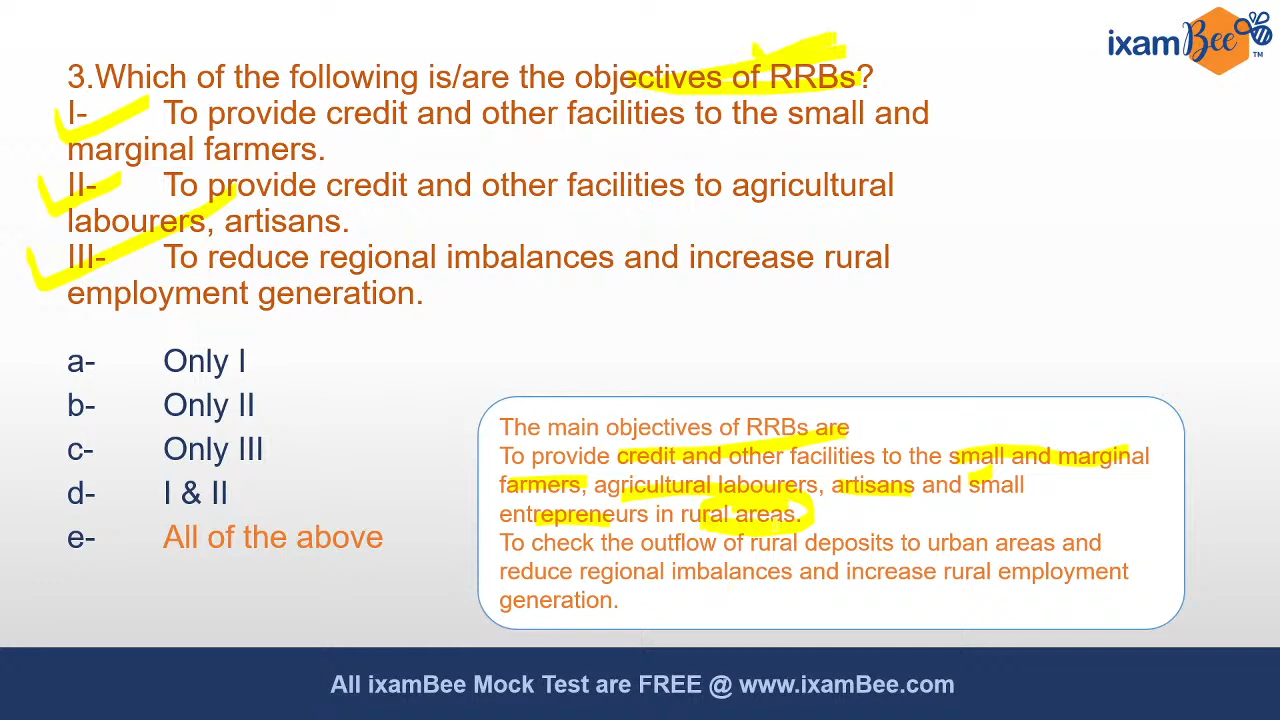 ixamBee
TM
3.Which of the following is/are the objectives of RRBs?
I- To provide credit and other facilities to the small and
marginal farmers.
II- To provide credit and other facilities to agricultural
labourers, artisans.
III- To reduce regional imbalances and increase rural
employment generation.
a- Only I
b- Only II
c- Only III
d- I & II
e- All of the above
The main objectives of RRBs are
To provide credit and other facilities to the small and marginal
farmers, agricultural labourers, artisans and small
entrepreneurs in rural areas.
To check the outflow of rural deposits to urban areas and
reduce regional imbalances and increase rural employment
generation.
All ixamBee Mock Test are FREE @ www.ixamBee.com